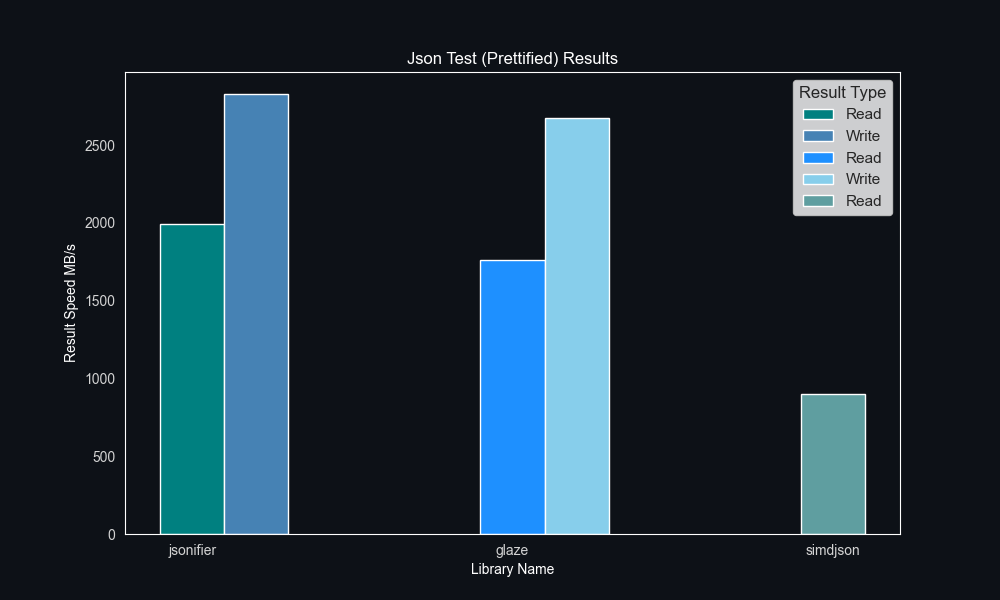 Json Test (Prettified) Results
Result Type
Read
Write
Read
Write
Read
Result Speed MB/s
2500
2000
1500
1000
500
0
jsonifier
glaze
simdjson
Library Name